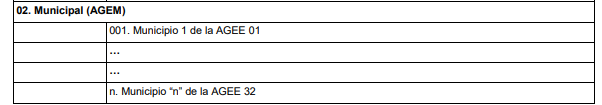 02. Municipal (AGEM)
001. Municipio 1 de la AGEE 01
...
...
n. Municipio “n” de la AGEE 32